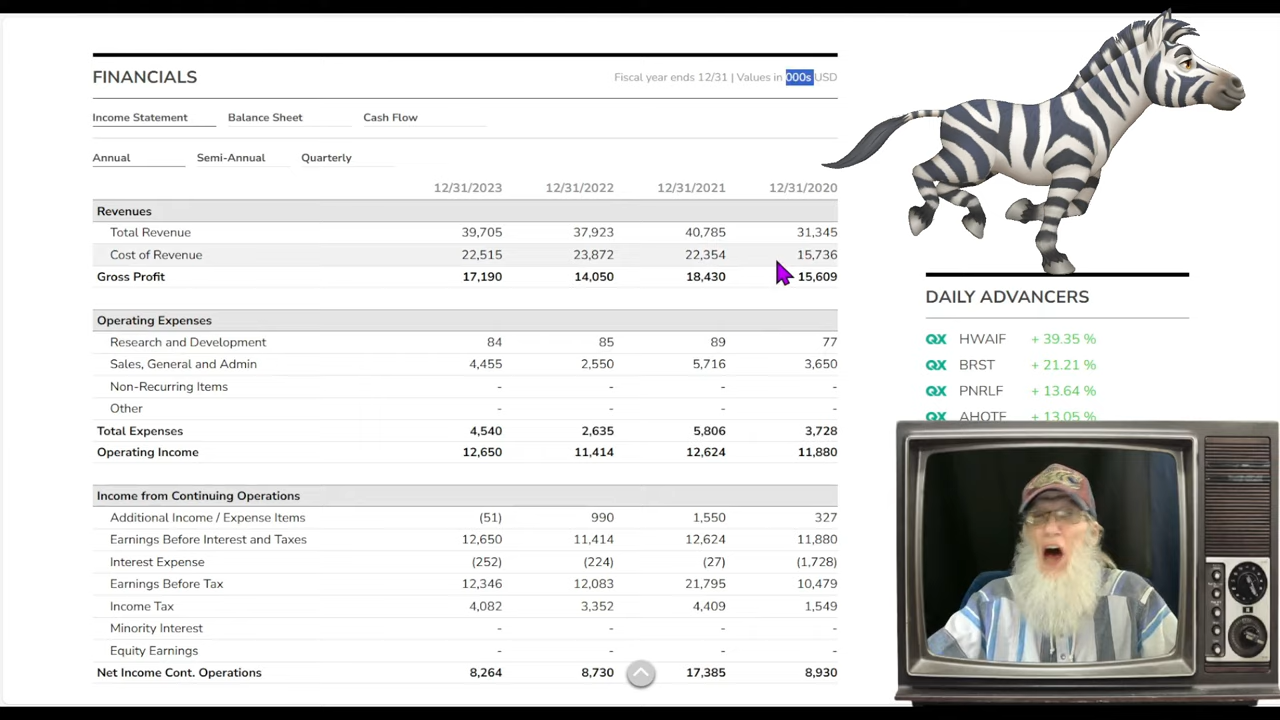 FINANCIALS
Fiscal year ends 12/31 | Values in 000s USD
Income Statement Balance Sheet Cash Flow
Annual Semi-Annual Quarterly
12/31/2023 12/31/2022 12/31/2021 12/31/2020
Revenues
Total Revenue 39,705 37,923 40,785 31,345
Cost of Revenue 22,515 23,872 22,354 15,736
Gross Profit 17,190 14,050 18,430 15,609
Operating Expenses
Research and Development 84 85 89 77
Sales, General and Admin 4,455 2,550 5,716 3,650
Non-Recurring Items - - - -
Other - - - -
Total Expenses 4,540 2,635 5,806 3,728
Operating Income 12,650 11,414 12,624 11,880
Income from Continuing Operations
Additional Income / Expense Items (51) 990 1,550 327
Earnings Before Interest and Taxes 12,650 11,414 12,624 11,880
Interest Expense (252) (224) (27) (1,728)
Earnings Before Tax 12,346 12,083 21,795 10,479
Income Tax 4,082 3,352 4,409 1,549
Minority Interest - - - -
Equity Earnings - - - -
Net Income Cont. Operations 8,264 8,730 17,385 8,930
DAILY ADVANCERS
QX HWAIF + 39.35 %
QX BRST + 21.21 %
QX PNRLF + 13.64 %
QX AHOTF + 13.05 %